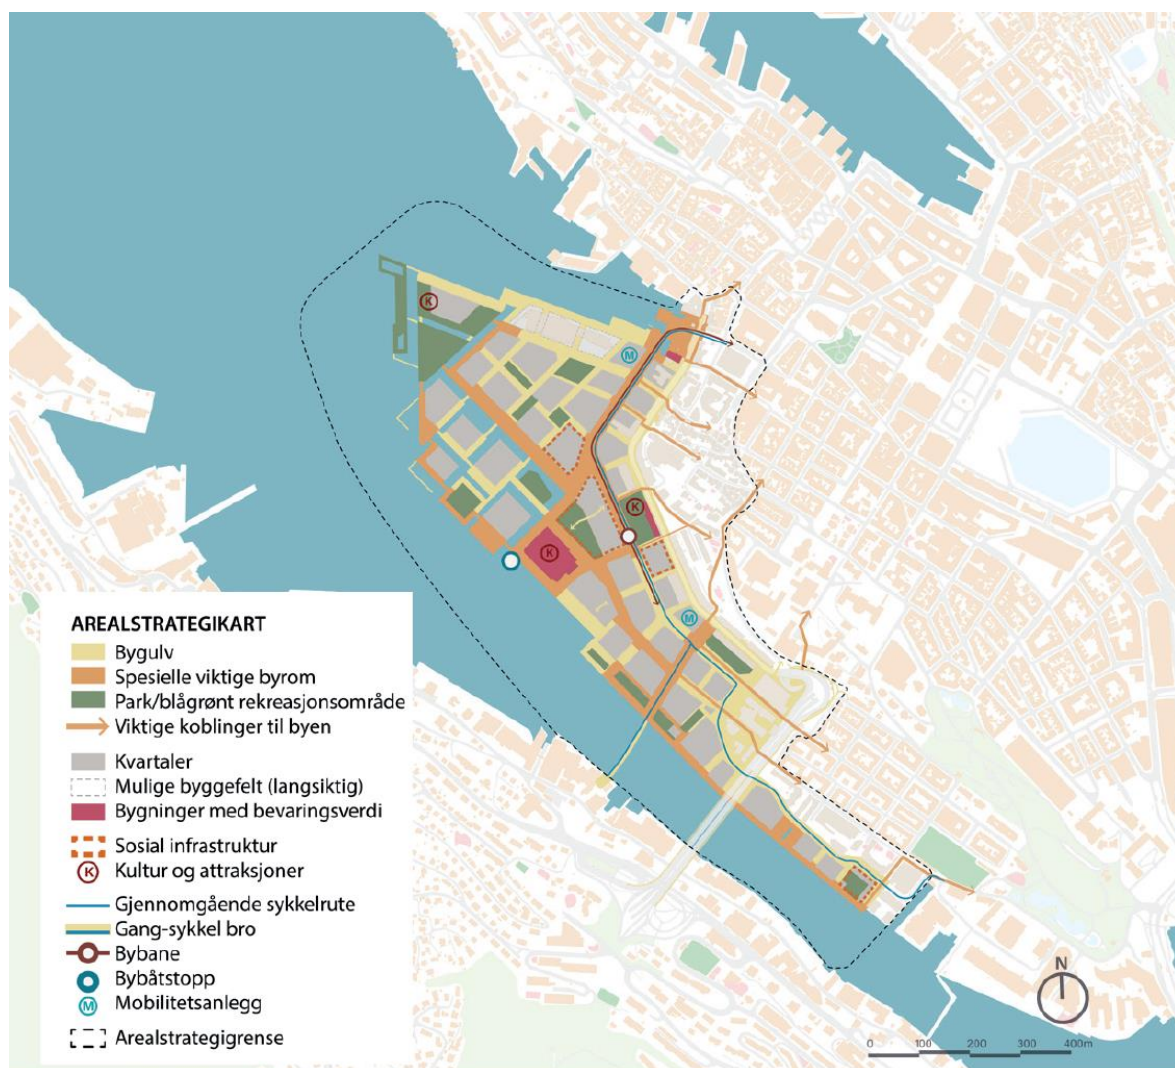 K
M
K
K
M
AREALSTRATEGIKART
Bygulv
Spesielle viktige byrom
Park/blågrønt rekreasjonsområde
Viktige koblinger til byen
Kvartaler
Mulige byggefelt (langsiktig)
Bygninger med bevaringsverdi
Sosial infrastruktur
K Kultur og attraksjoner
Gjennomgående sykkelrute
Gang-sykkel bro
Bybane
Bybåtstopp
M Mobilitetsanlegg
Arealstrategigrense
N
0 100 200 300 400m